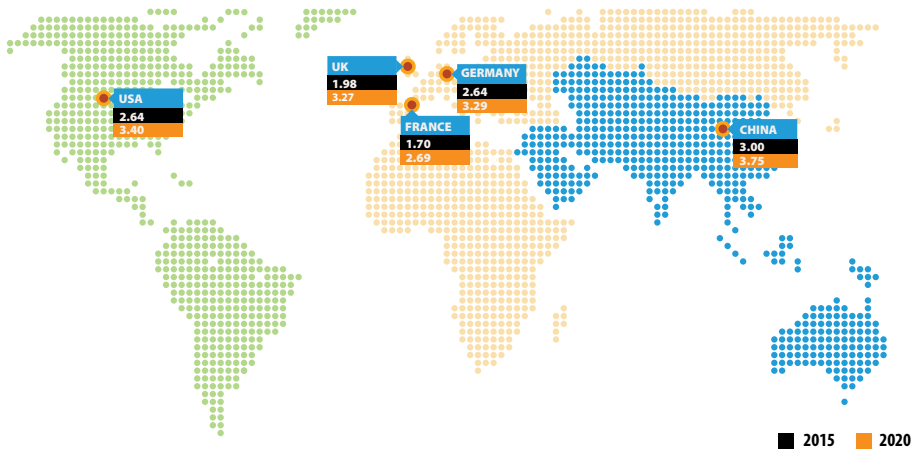 UK
1.98
3.27
GERMANY
2.64
3.29
USA
2.64
3.40
FRANCE
1.70
2.69
CHINA
3.00
3.75
2015 2020